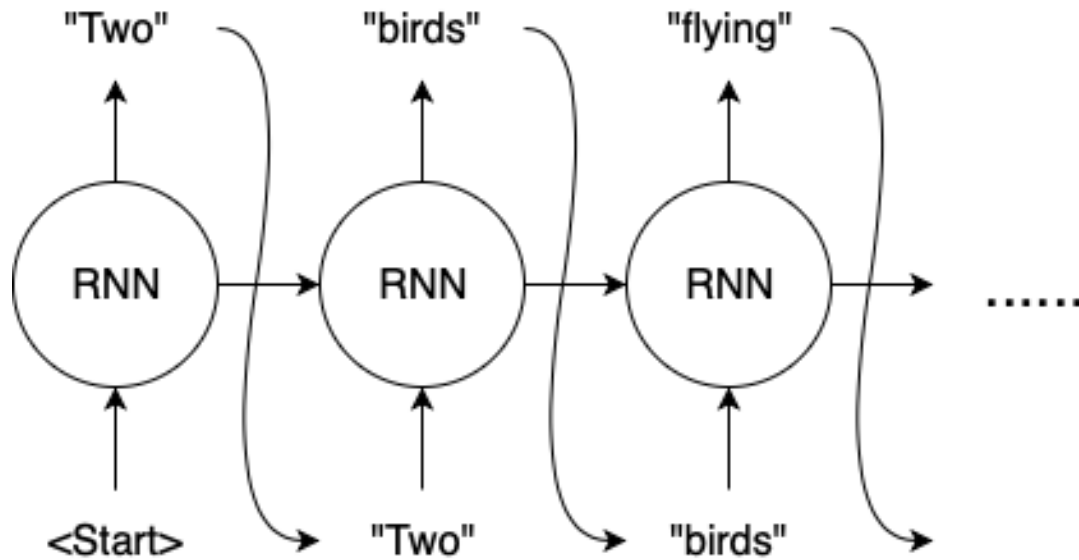 "Two" "birds" "flying"
RNN RNN RNN ......
<Start> "Two" "birds"